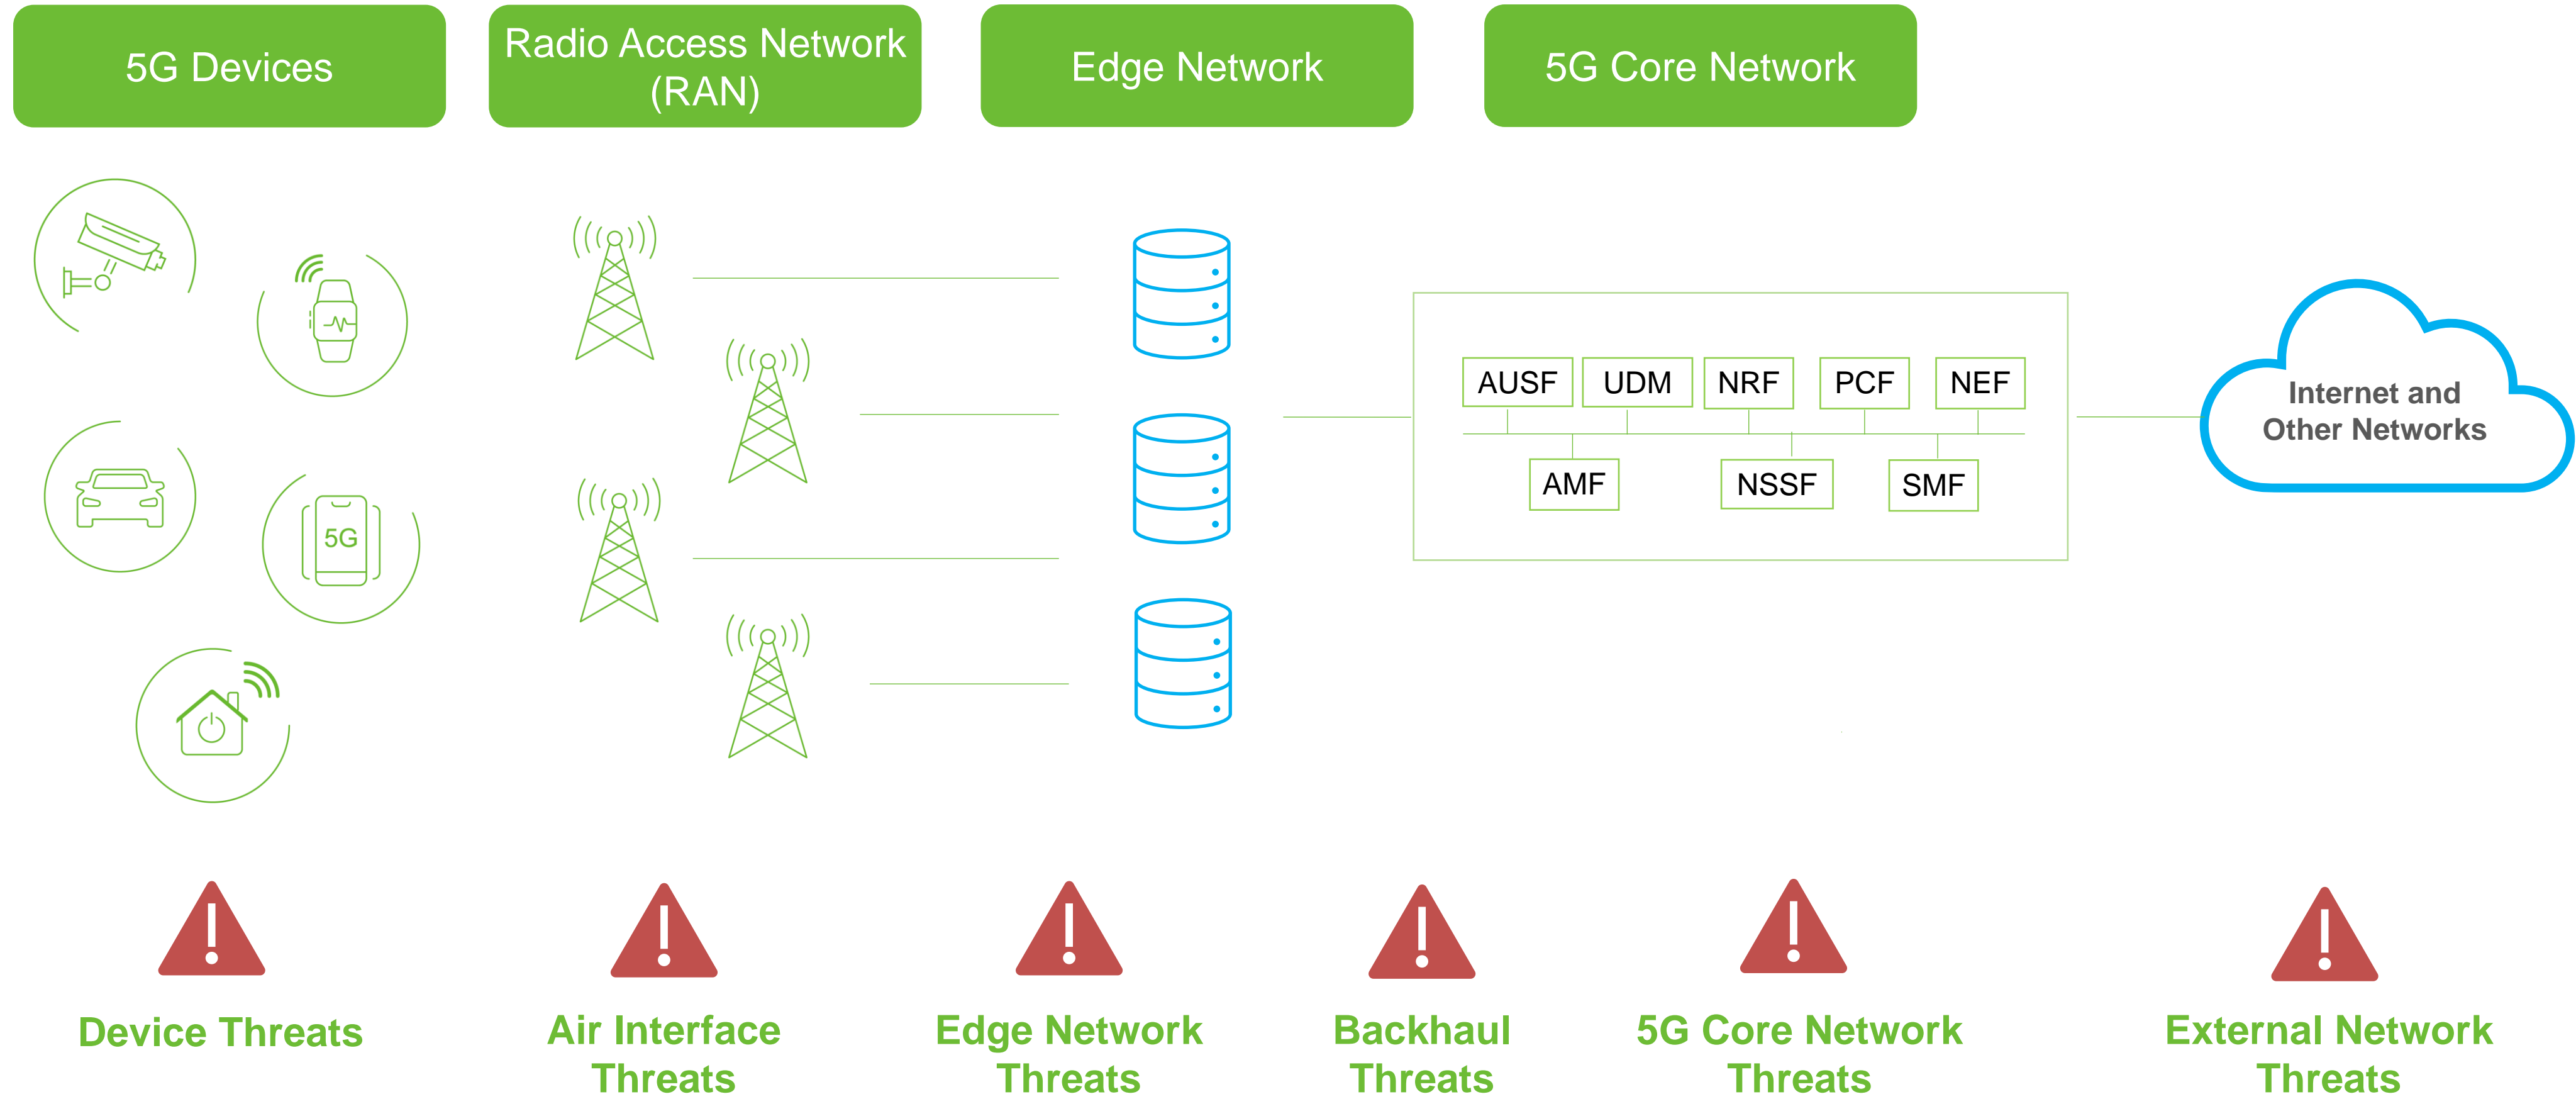 5G Devices
Radio Access Network
(RAN)
Edge Network
5G Core Network
AUSF
UDM
NRF
PCF
NEF
AMF
NSSF
SMF
5G
Internet and
Other Networks
Device Threats
Air Interface
Threats
Edge Network
Threats
Backhaul
Threats
5G Core Network
Threats
External Network
Threats